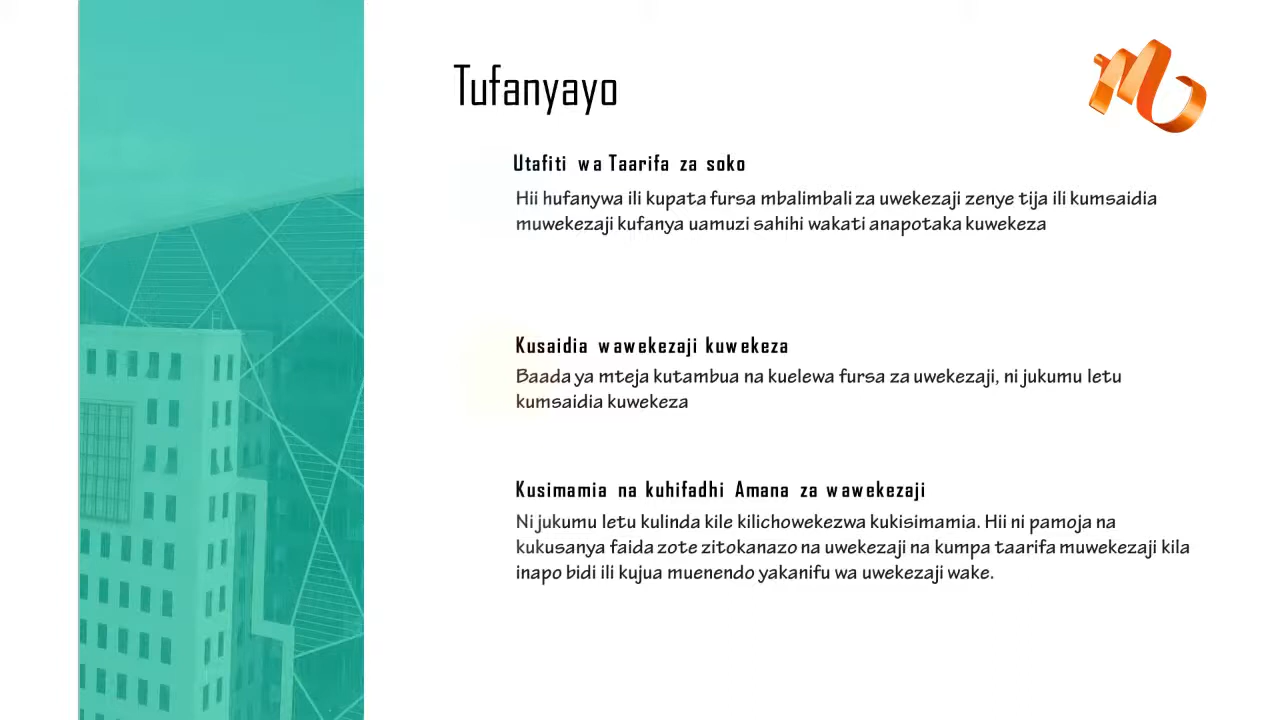 Tufanyayo
Utafiti wa Taarifa za soko
Hii hufanywa ili kupata fursa mbalimbali za uwekezaji zenye tija ili kumsaidia
muwekezaji kufanya uamuzi sahihi wakati anapotaka kuwekeza
Kusaidia wawekezaji kuwekeza
Baada ya mteja kutambua na kuelewa fursa za uwekezaji, ni jukumu letu
kumsaidia kuwekeza
Kusimamia na kuhifadhi Amana za wawekezaji
Ni jukumu letu kulinda kile kilichowekezwa kukisimamia. Hii ni pamoja na
kukusanya faida zote zitokanazo na uwekezaji na kumpa taarifa muwekezaji kila
inapo bidi ili kujua muenendo yakanifu wa uwekezaji wake.